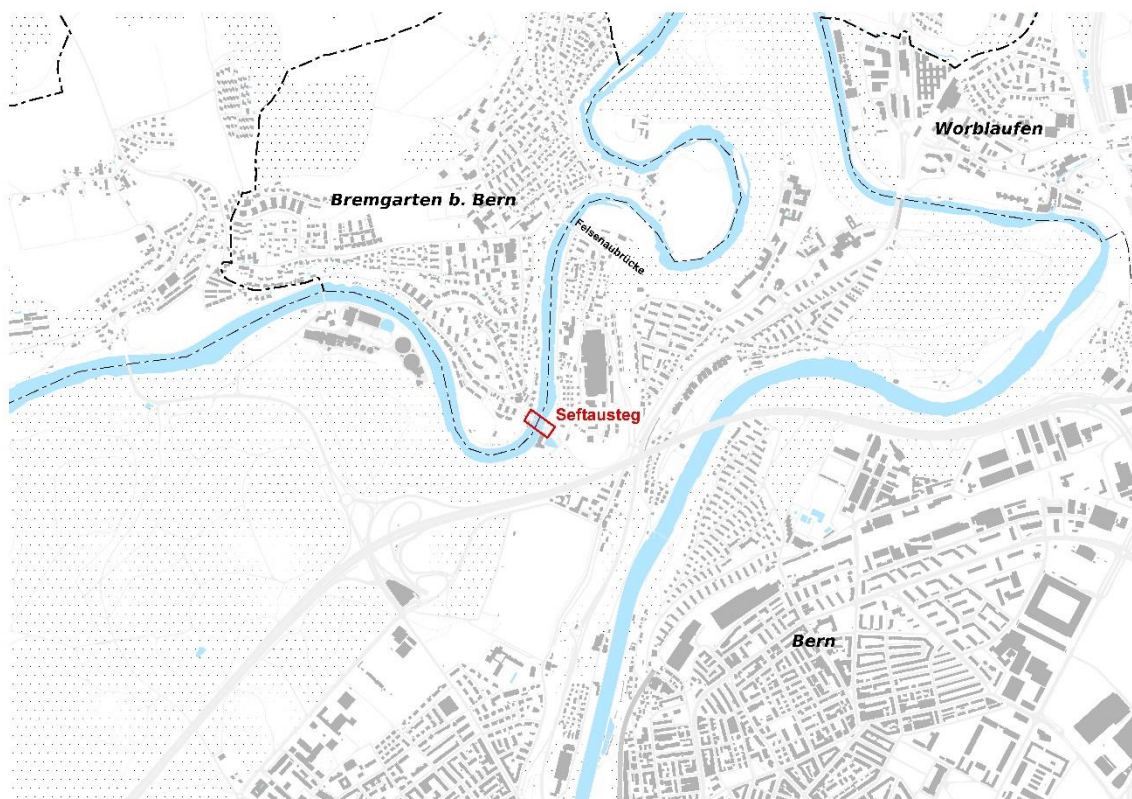 Worblaufen
Bremgarten b. Bern
Felsenaubrücke
Seftausteg
Bern